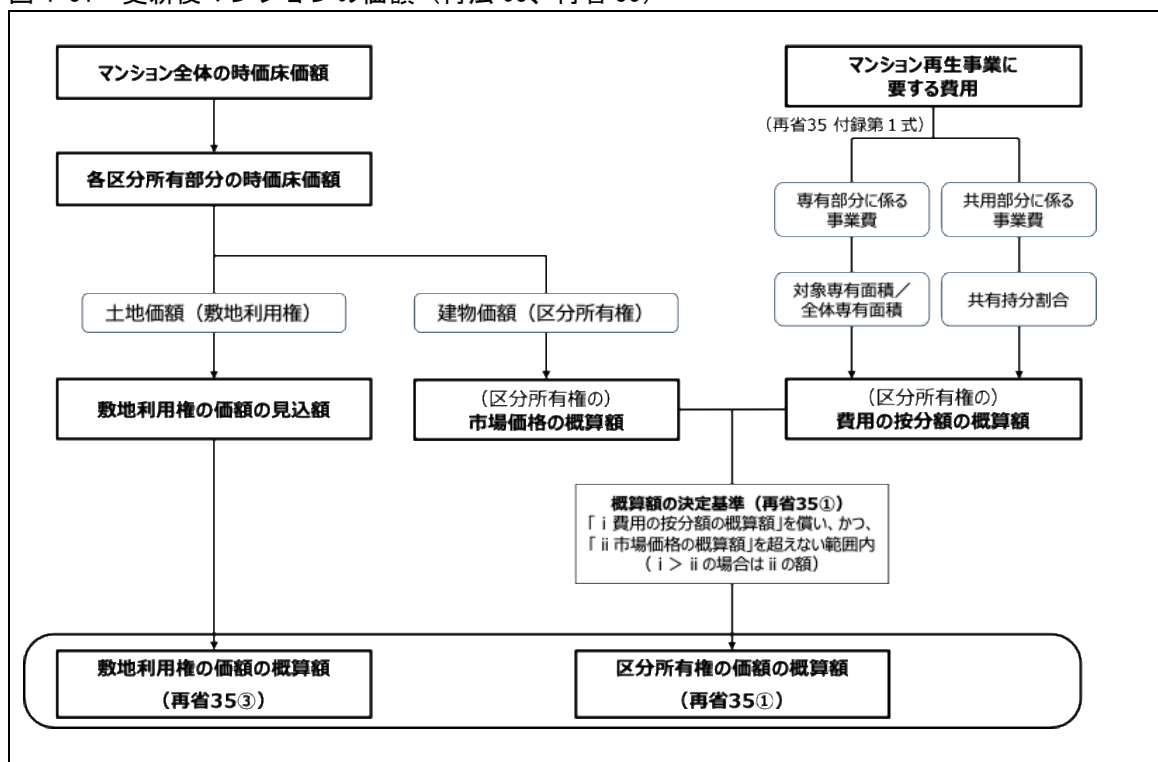 マンション全体の時価床価額
マンション再生事業に
要する費用
（再省35 付録第１式）
各区分所有部分の時価床価額
専有部分に係る
事業費
共用部分に係る
事業費
土地価額（敷地利用権）
建物価額（区分所有権）
対象専有面積／
全体専有面積
共有持分割合
敷地利用権の価額の見込額
（区分所有権の）
市場価格の概算額
（区分所有権の）
費用の按分額の概算額
概算額の決定基準（再省35①）
「ⅰ費用の按分額の概算額」を償い、かつ、
「ⅱ市場価格の概算額」を超えない範囲内
（ⅰ＞ⅱの場合はⅱの額）
敷地利用権の価額の概算額
（再省35③）
区分所有権の価額の概算額
（再省35①）